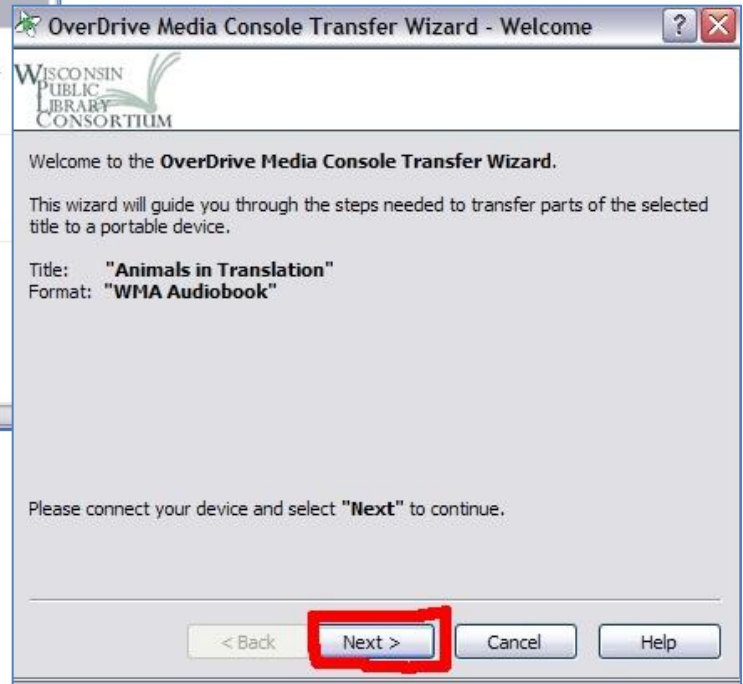 OverDrive Media Console Transfer Wizard - Welcome
WISCONSIN
PUBLIC
LIBRARY
CONSORTIUM
Welcome to the OverDrive Media Console Transfer Wizard.
This wizard will guide you through the steps needed to transfer parts of the selected
title to a portable device.
Title: "Animals in Translation"
Format: "WMA Audiobook"
Please connect your device and select "Next" to continue.
< Back Next > Cancel Help